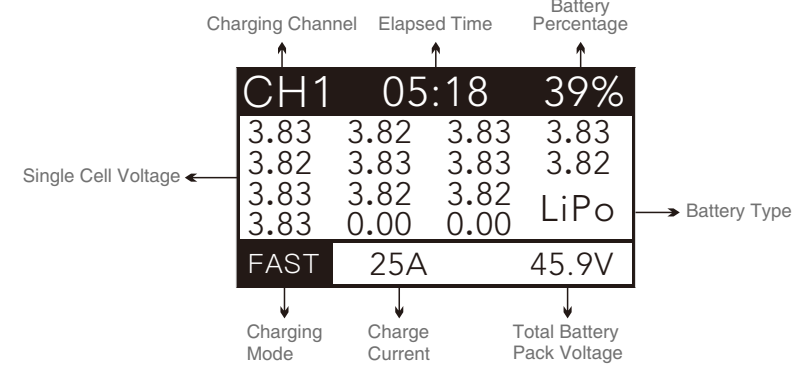 Battery
Charging Channel Elapsed Time Percentage
CH1 05:18 39%
3.83 3.82 3.83 3.83
3.82 3.83 3.83 3.82
Single Cell Voltage
3.83 3.82 3.82
LiPo
Battery Type
3.83 0.00 0.00
FAST 25A 45.9V
Charging Charge Total Battery
Mode Current Pack Voltage